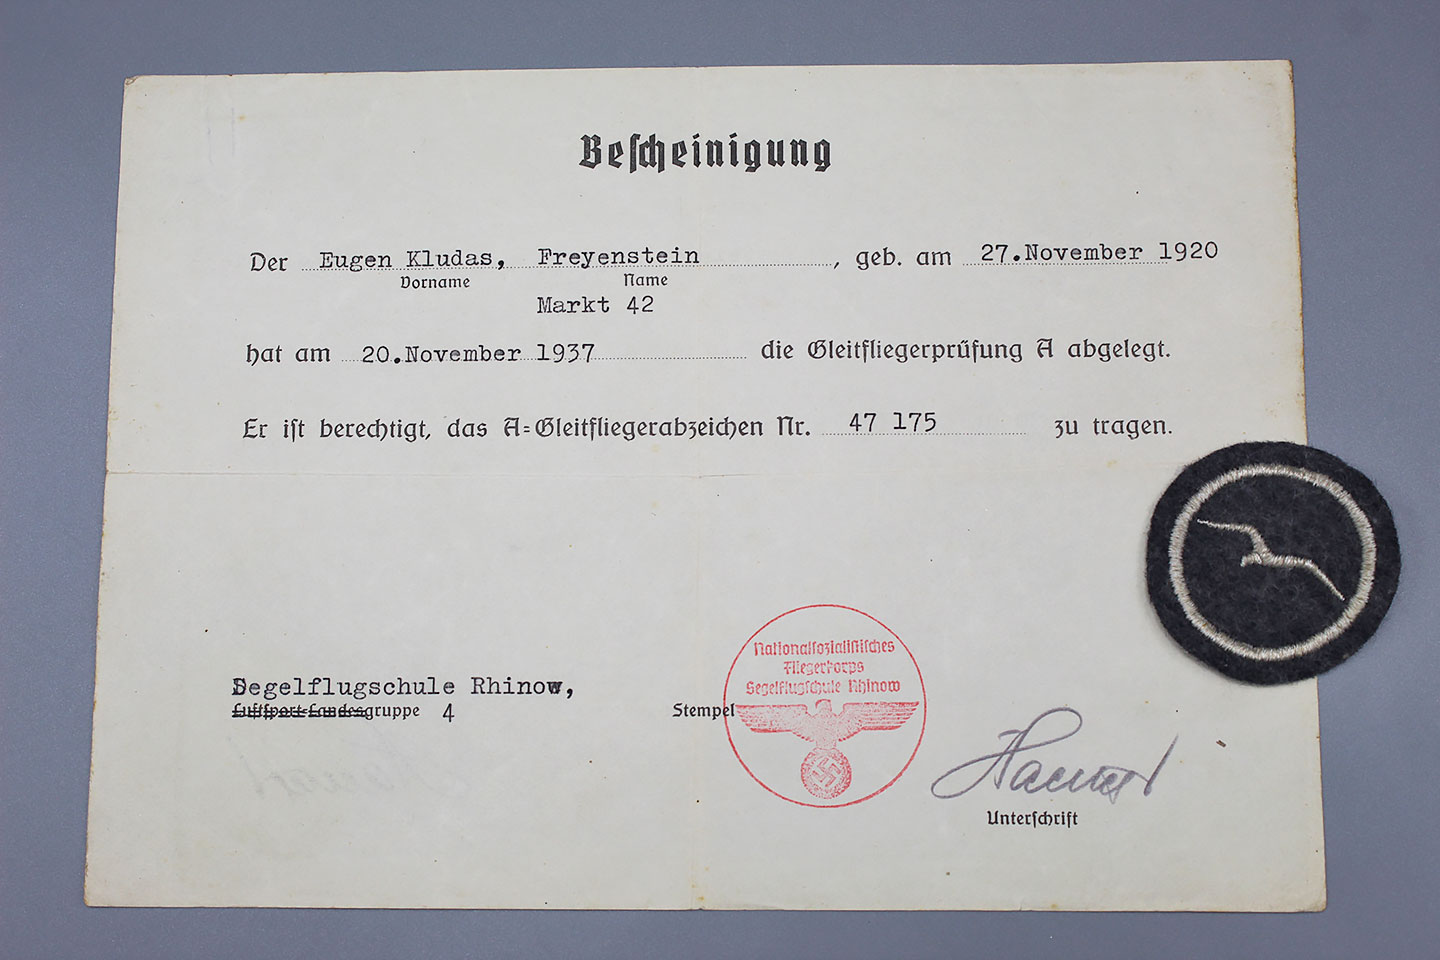 Bescheinigung
Der Eugen Kludas, Freyenstein, geb. am 27.November 1920
Vorname Name
Markt 42
hat am 20.November 1937 die Gleitfliegerprüfung A abgelegt.
Er ist berechtigt, das A=Gleitfliegerabzeichen Nr. 47 175 zu tragen.
Nationalsozialistisches
Fliegerkorps
Segelflugschule Rhinow
Segelflugschule Rhinow,
Luftsport-Landesgruppe 4 Stempel
Unterschrift